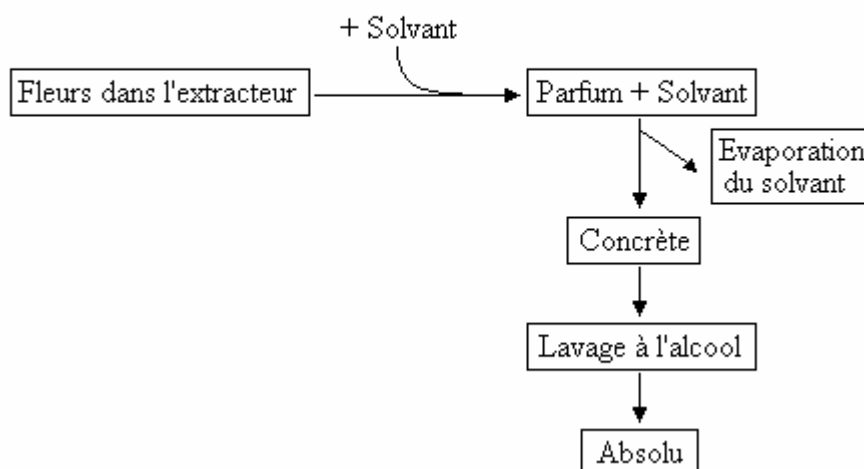 + Solvant
Fleurs dans l'extracteur
Parfum + Solvant
Evaporation
du solvant
Concrète
Lavage à l'alcool
Absolu